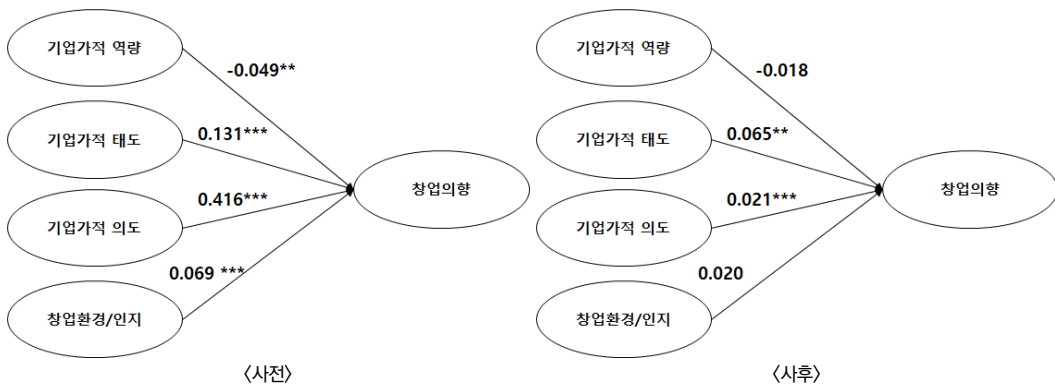 기업가적 역량
-0.049**
기업가적 태도
0.131***
창업의향
기업가적 의도
0.416***
창업환경/인지
0.069 ***
〈사전〉
기업가적 역량
-0.018
기업가적 태도
0.065**
창업의향
기업가적 의도
0.021***
창업환경/인지
0.020
〈사후〉